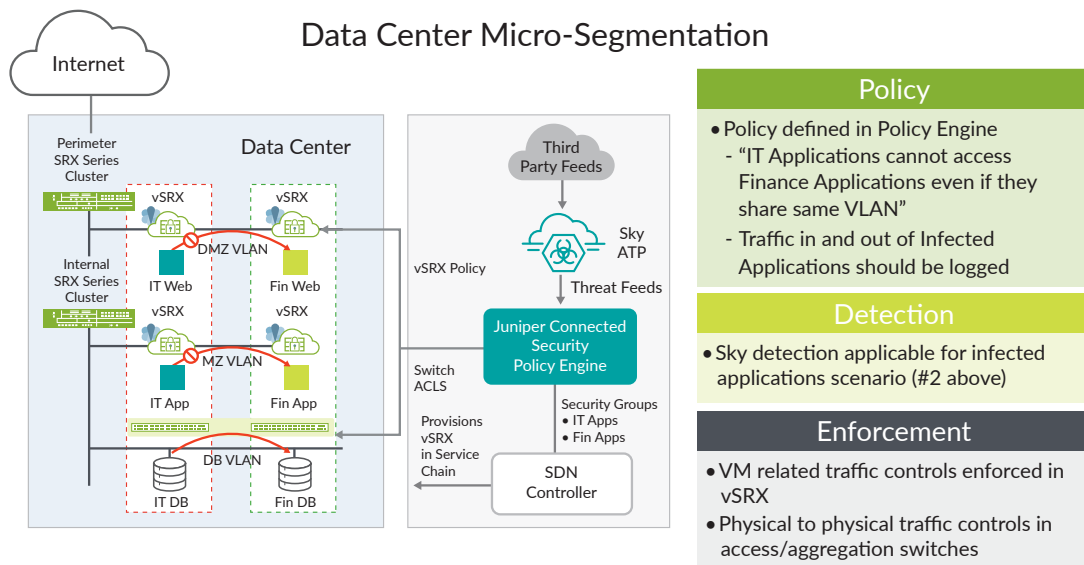 Data Center Micro-Segmentation
Internet
Perimeter
SRX Series
Cluster
Data Center
vSRX
vSRX
DMZ VLAN
IT Web
Fin Web
Internal
SRX Series
Cluster
vSRX
vSRX
MZ VLAN
IT App
Fin App
DB VLAN
IT DB
Fin DB
Third
Party Feeds
Sky
ATP
Threat Feeds
vSRX Policy
Juniper Connected
Security
Policy Engine
Switch
ACLS
Security Groups
• IT Apps
• Fin Apps
Provisions
vSRX
in Service
Chain
SDN
Controller
Policy
• Policy defined in Policy Engine
- “IT Applications cannot access
Finance Applications even if they
share same VLAN”
- Traffic in and out of Infected
Applications should be logged
Detection
• Sky detection applicable for infected
applications scenario (#2 above)
Enforcement
• VM related traffic controls enforced in
vSRX
• Physical to physical traffic controls in
access/aggregation switches